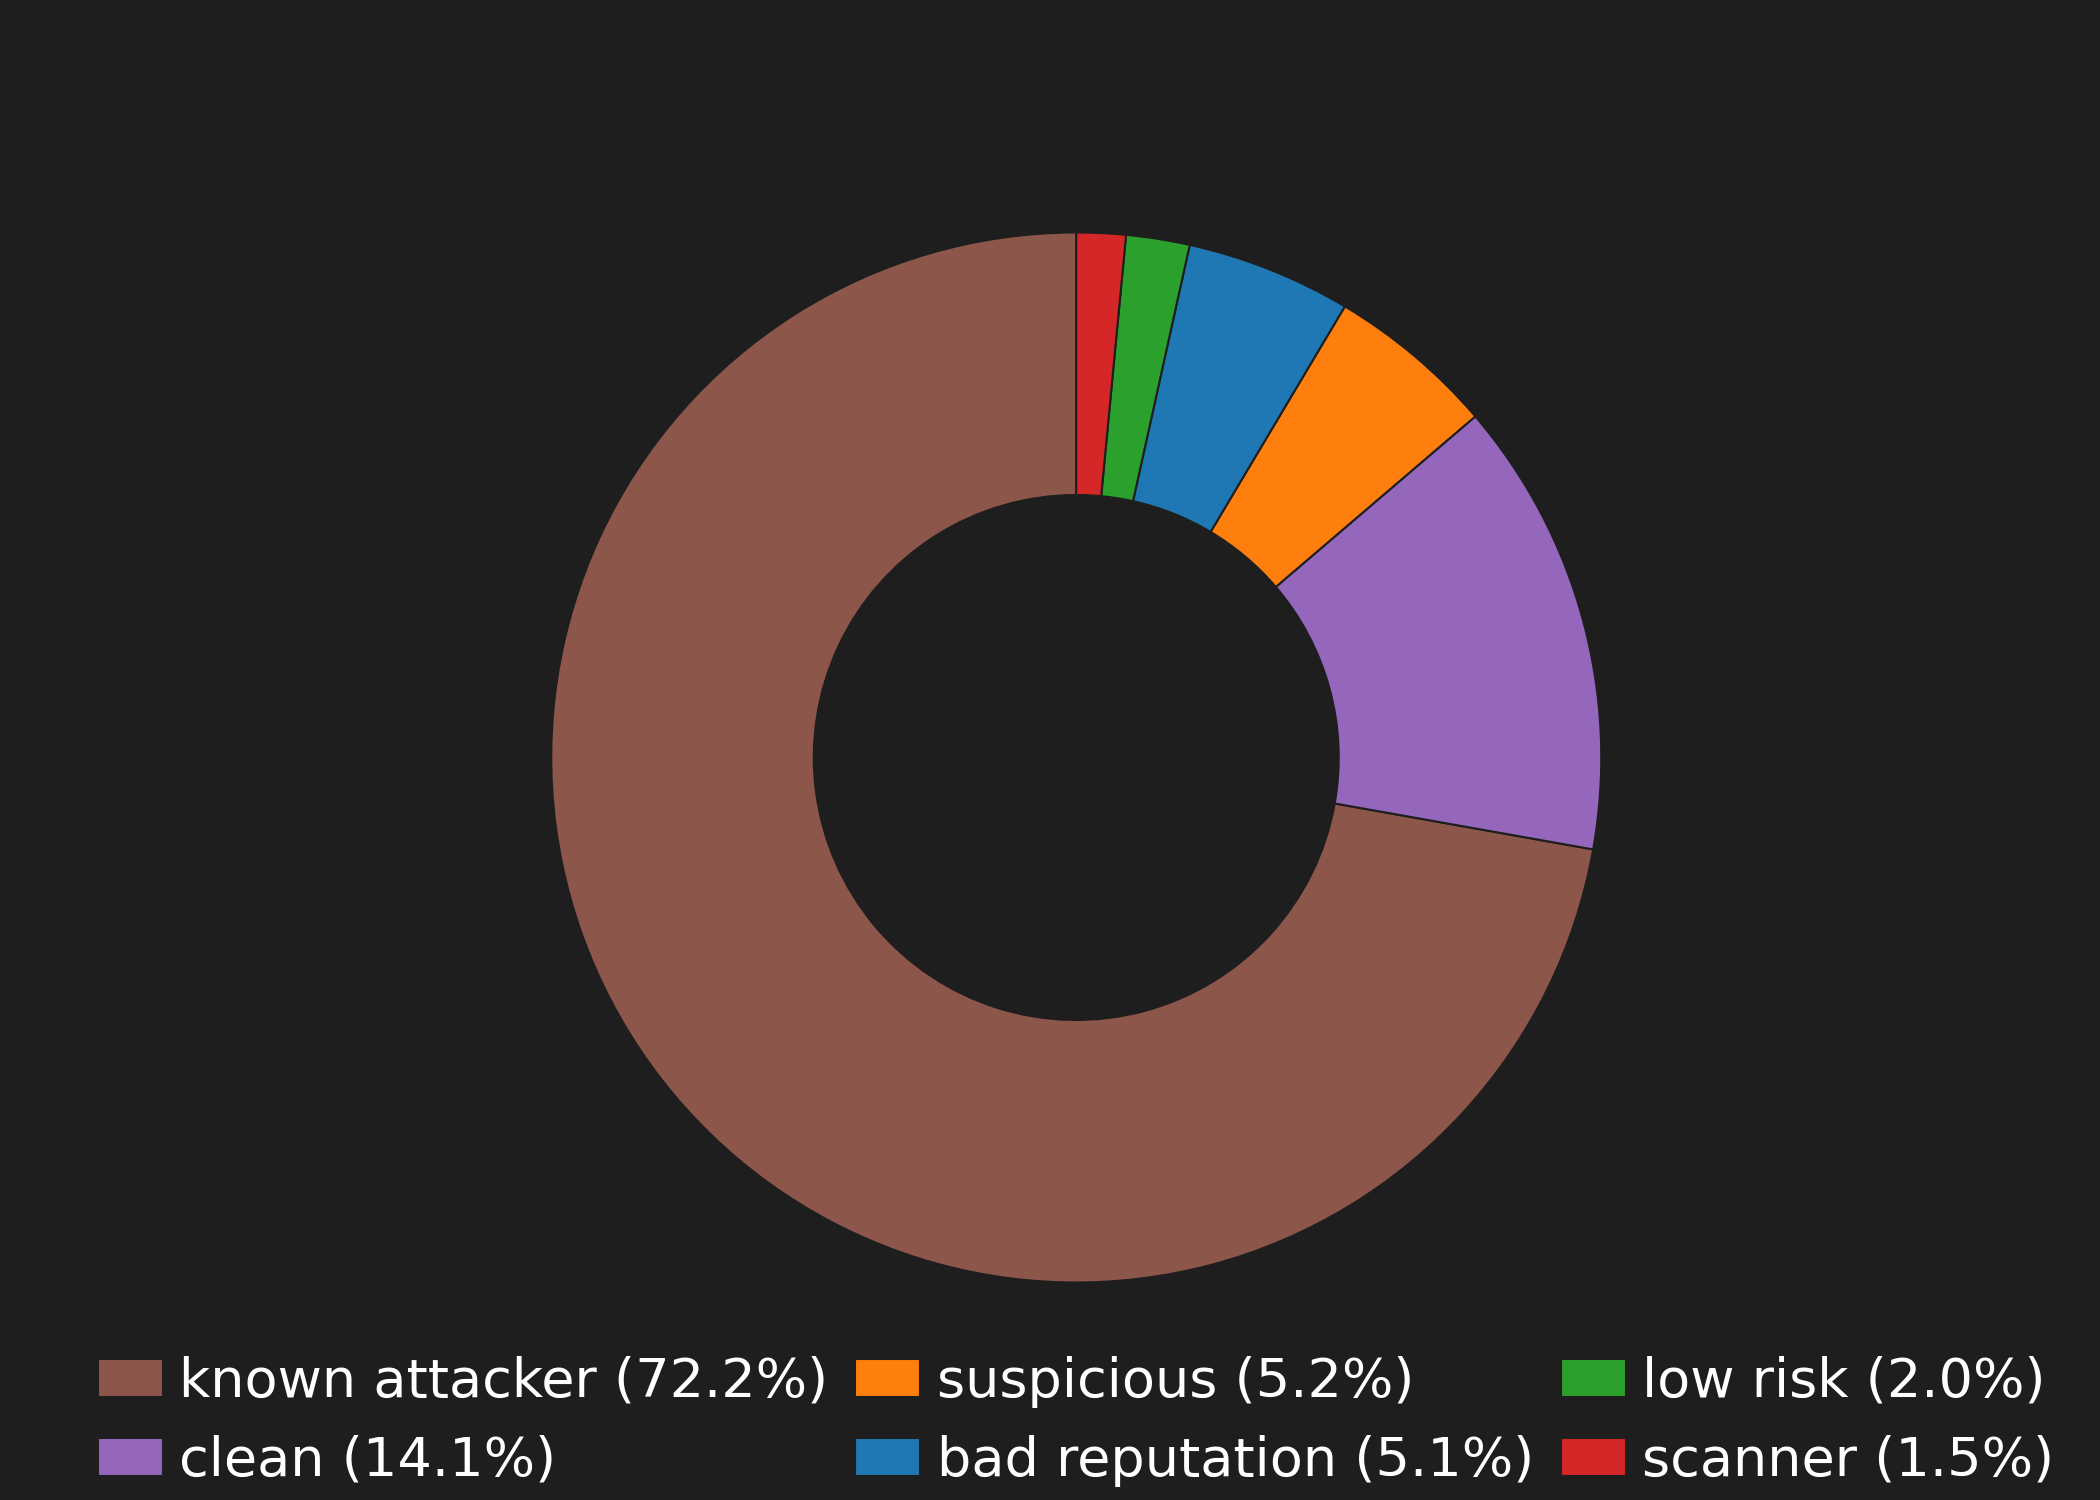 known attacker (72.2%)
clean (14.1%)
suspicious (5.2%)
bad reputation (5.1%)
low risk (2.0%)
scanner (1.5%)